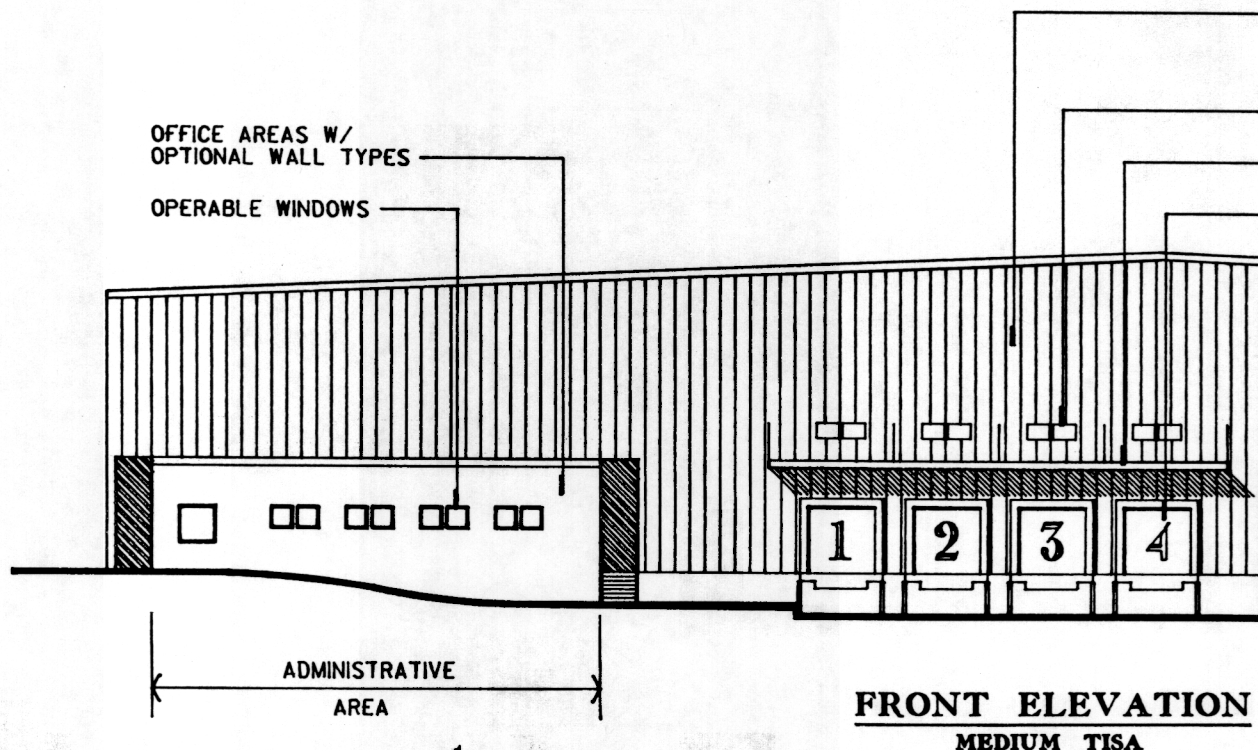 OFFICE AREAS W/
OPTIONAL WALL TYPES
OPERABLE WINDOWS
1 2 3 4
ADMINISTRATIVE
AREA
FRONT ELEVATION
MEDIUM TISA